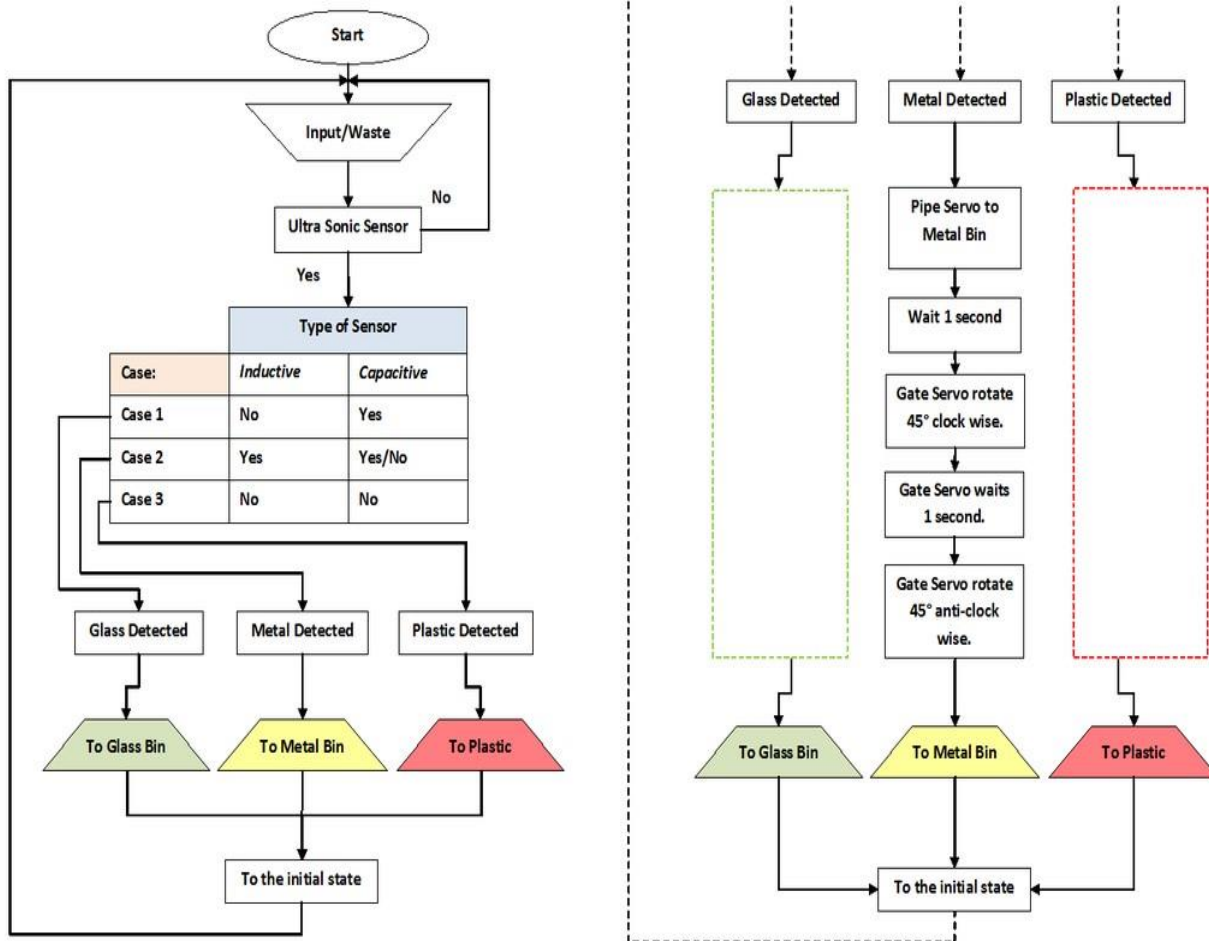 Start
Input/Waste
No
Ultra Sonic Sensor
Yes
Type of Sensor
Case: Inductive Capacitive
Case 1 No Yes
Case 2 Yes Yes/No
Case 3 No No
Glass Detected Metal Detected Plastic Detected
To Glass Bin To Metal Bin To Plastic
To the initial state
Glass Detected Metal Detected Plastic Detected
Pipe Servo to
Metal Bin
Wait 1 second
Gate Servo rotate
45° clock wise.
Gate Servo waits
1 second.
Gate Servo rotate
45° anti-clock
wise.
To Glass Bin To Metal Bin To Plastic
To the initial state